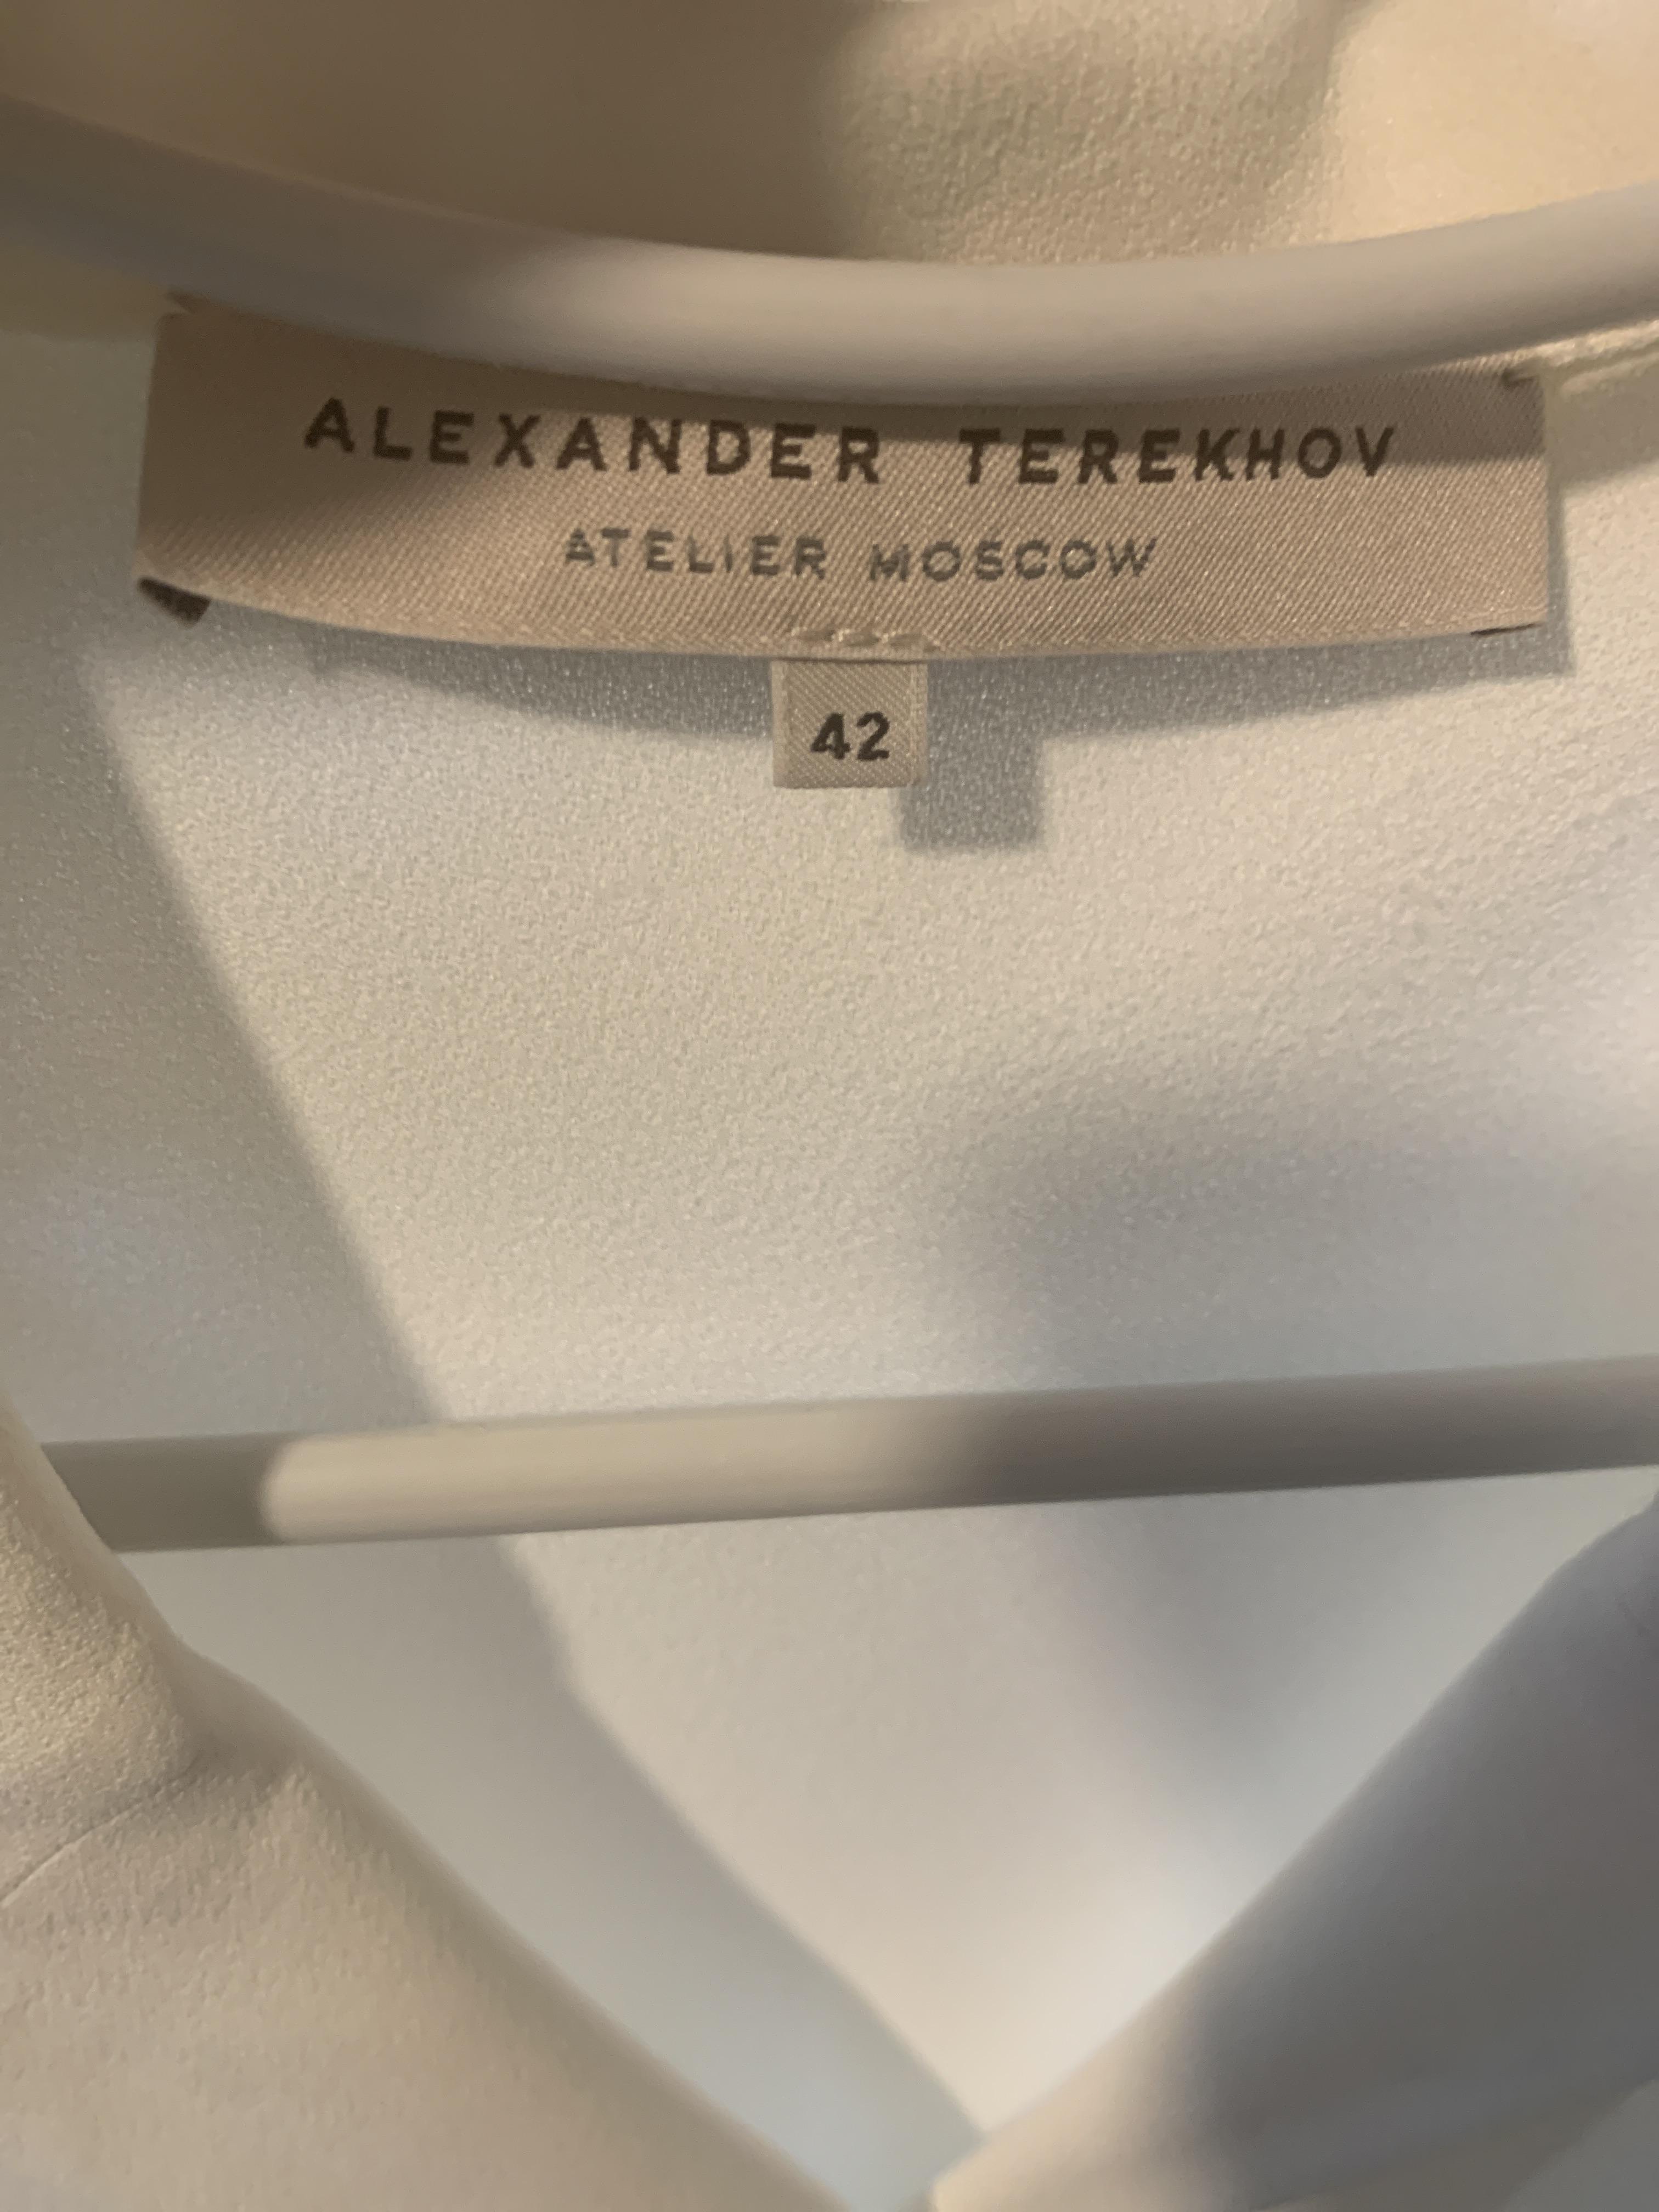 ALEXANDER TEREKHOV
ATELIER MOSCOW
42